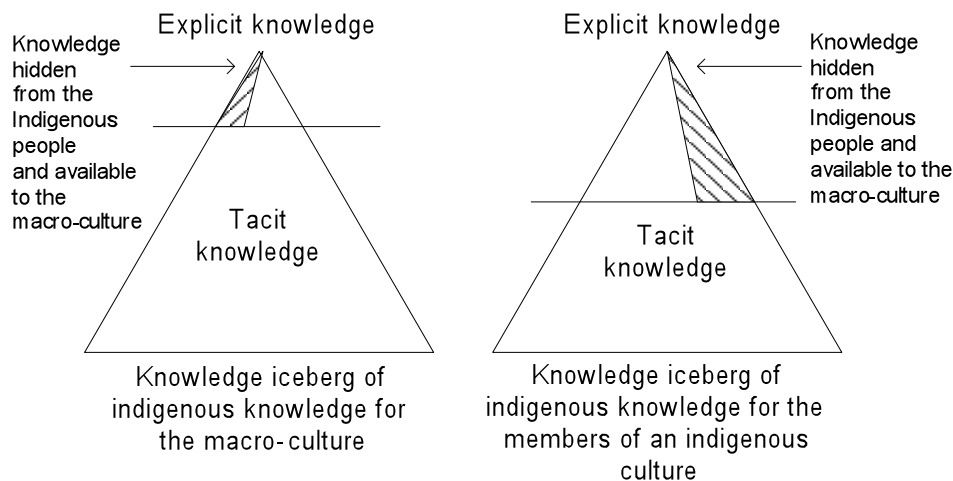 Explicit knowledge
Knowledge
hidden
from the
Indigenous
people
and available
to the
macro-culture
Tacit
knowledge
Knowledge iceberg of
indigenous knowledge for
the macro-culture
Explicit knowledge
Knowledge
hidden
from the
Indigenous
people and
available to the
macro-culture
Tacit
knowledge
Knowledge iceberg of
indigenous knowledge for the
members of an indigenous
culture